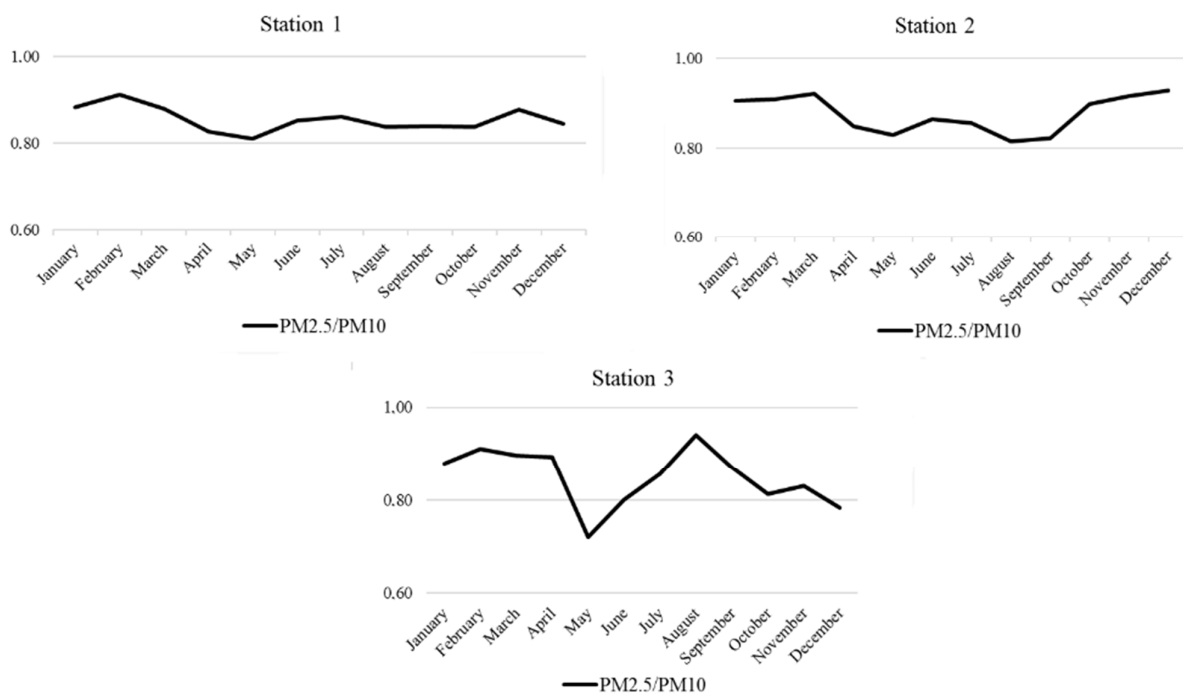 Station 1
1.00
0.80
0.60
January
February
March
April
May
June
July
August
September
October
November
December
PM2.5/PM10
Station 2
1.00
0.80
0.60
January
February
March
April
May
June
July
August
September
October
November
December
PM2.5/PM10
Station 3
1.00
0.80
0.60
January
February
March
April
May
June
July
August
September
October
November
December
PM2.5/PM10